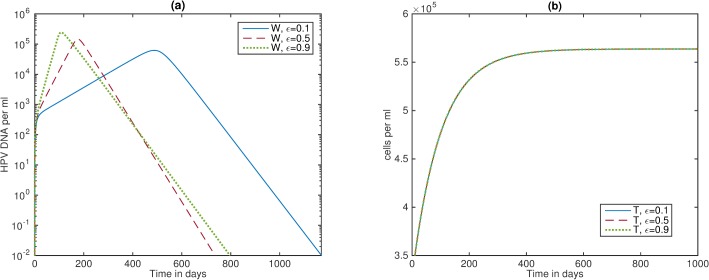 (a)
10^6
10^5
10^4
10^3
10^2
10^1
10^0
10^-1
10^-2
HPV DNA per ml
0
200
400
600
800
1000
Time in days
W, ϵ=0.1
W, ϵ=0.5
W, ϵ=0.9
(b)
×10^5
6
5.5
5
4.5
4
3.5
cells per ml
0
200
400
600
800
1000
Time in days
T, ϵ=0.1
T, ϵ=0.5
T, ϵ=0.9